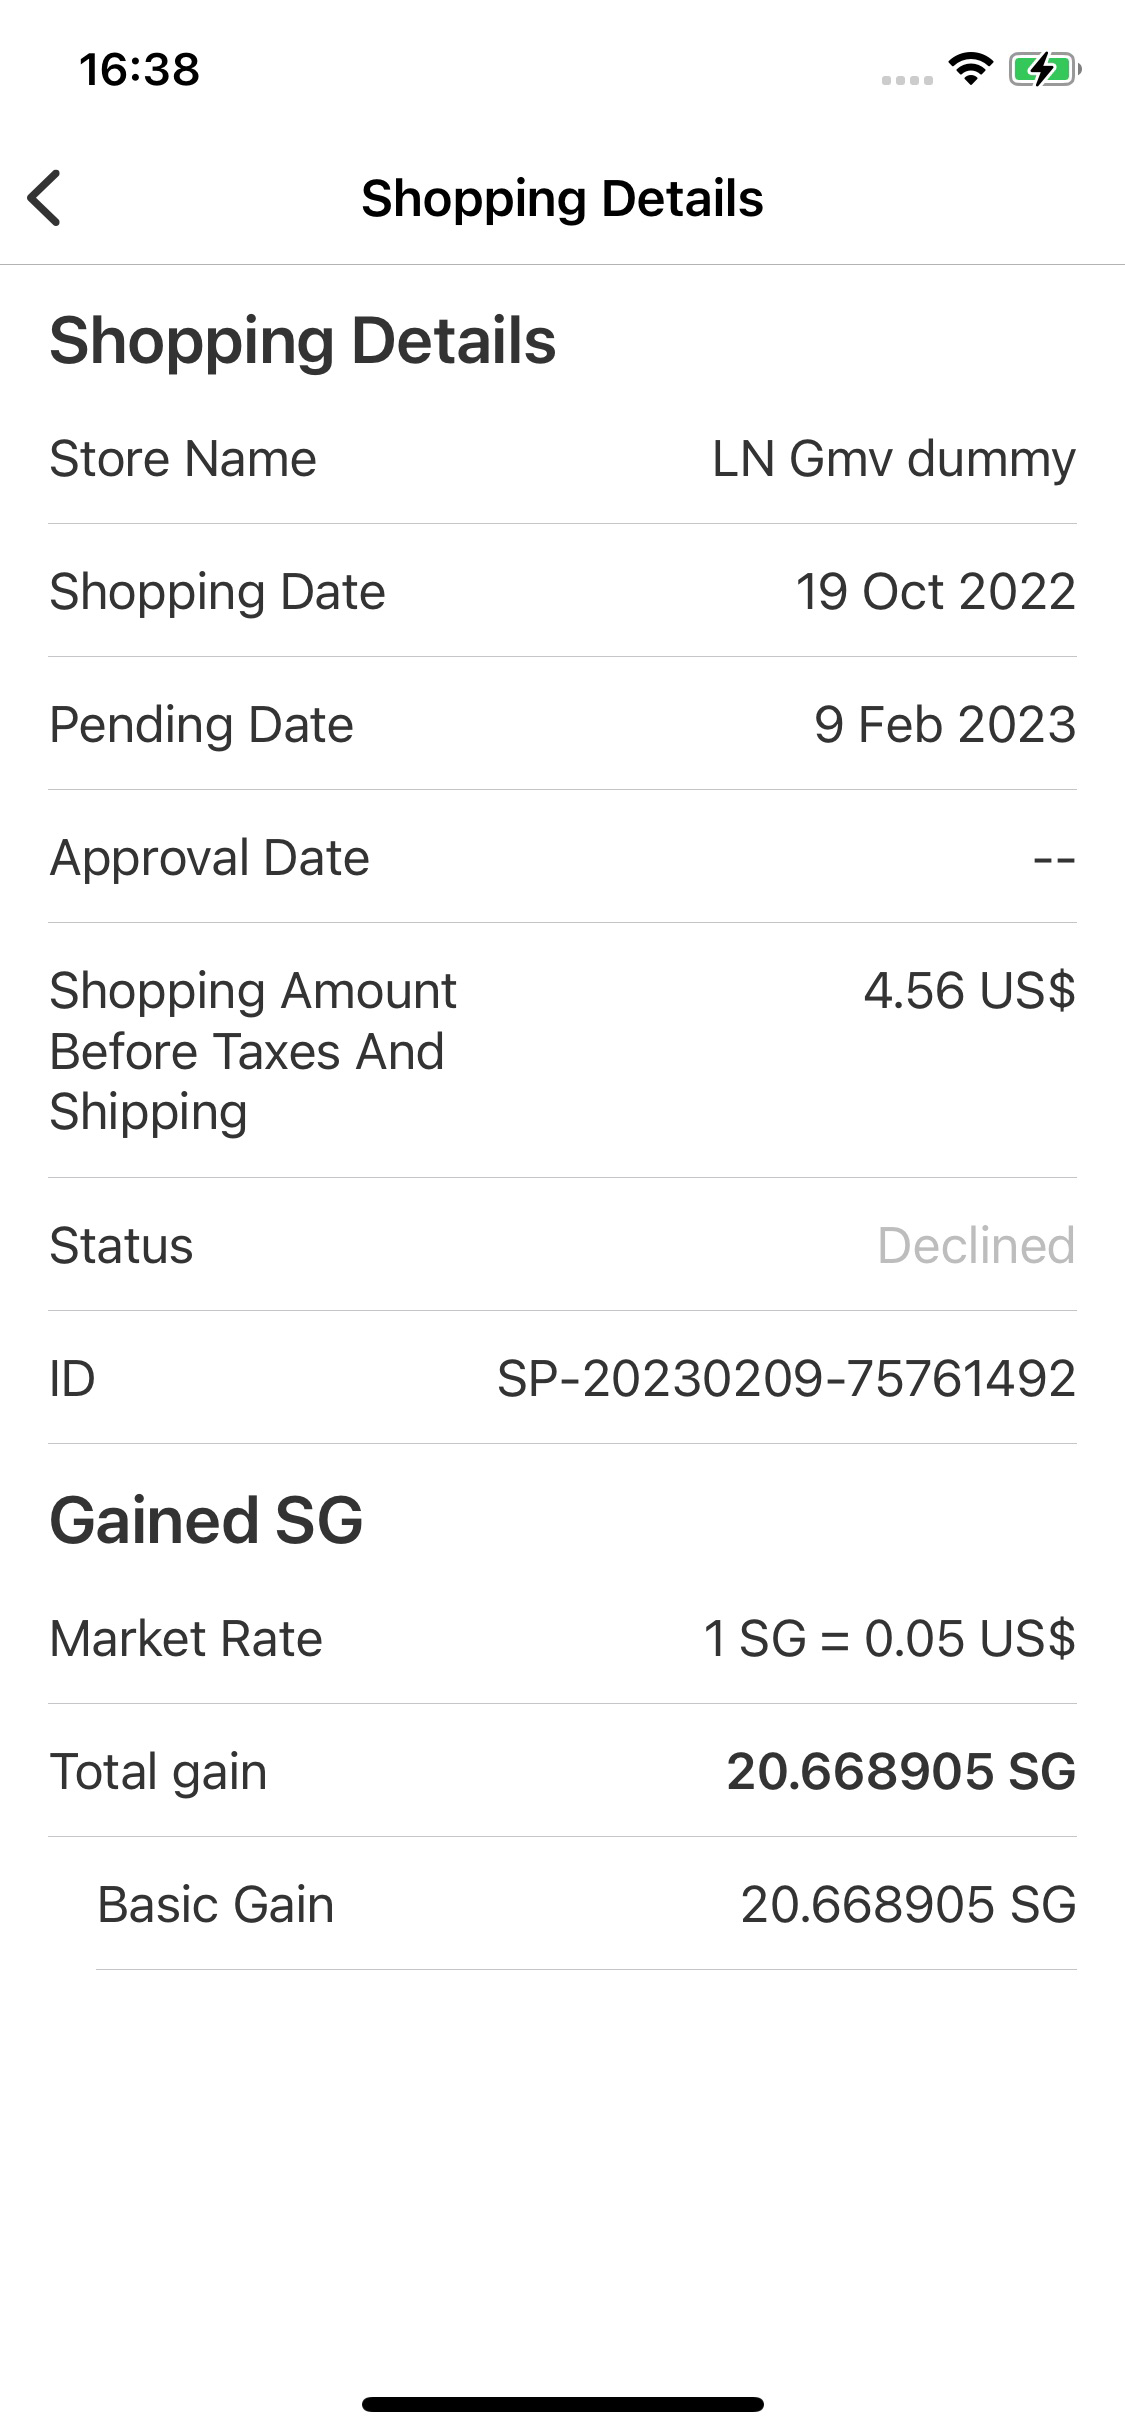 16:38
Shopping Details
Shopping Details
Store Name LN Gmv dummy
Shopping Date 19 Oct 2022
Pending Date 9 Feb 2023
Approval Date --
Shopping Amount 4.56 US$
Before Taxes And
Shipping
Status Declined
ID SP-20230209-75761492
Gained SG
Market Rate 1 SG = 0.05 US$
Total gain 20.668905 SG
Basic Gain 20.668905 SG